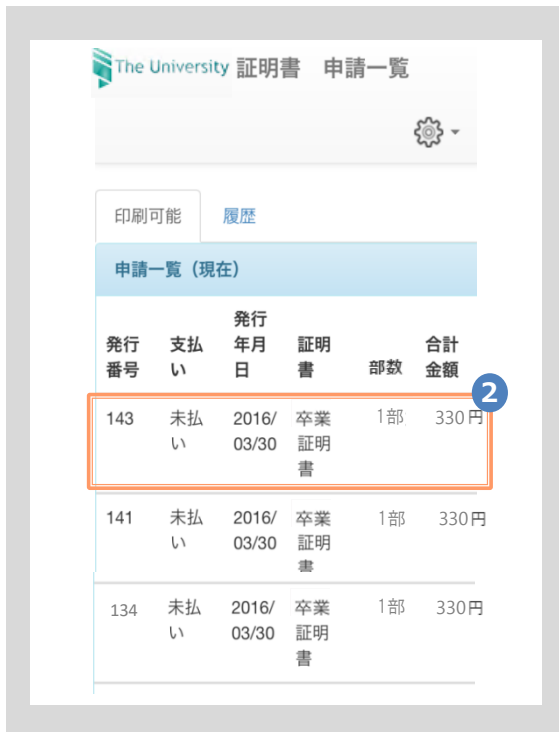 The University 証明書 申請一覧
印刷可能 履歴
申請一覧（現在）
発行番号 支払い 発行年月日 証明書 部数 合計金額
2
143 未払い 2016/03/30 卒業証明書 1部 330円
141 未払い 2016/03/30 卒業証明書 1部 330円
134 未払い 2016/03/30 卒業証明書 1部 330円